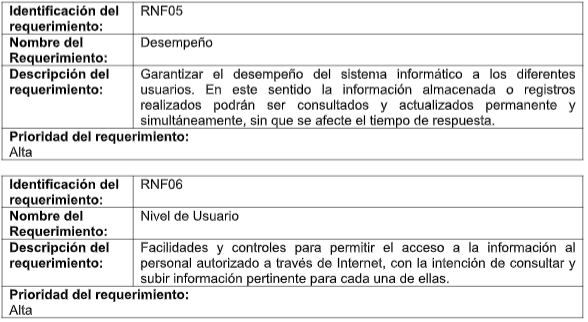 Identificación del requerimiento: RNF05
Nombre del Requerimiento: Desempeño
Descripción del requerimiento: Garantizar el desempeño del sistema informático a los diferentes
usuarios. En este sentido la información almacenada o registros
realizados podrán ser consultados y actualizados permanente y
simultáneamente, sin que se afecte el tiempo de respuesta.
Prioridad del requerimiento:
Alta
Identificación del requerimiento: RNF06
Nombre del Requerimiento: Nivel de Usuario
Descripción del requerimiento: Facilidades y controles para permitir el acceso a la información al
personal autorizado a través de Internet, con la intención de consultar y
subir información pertinente para cada una de ellas.
Prioridad del requerimiento:
Alta